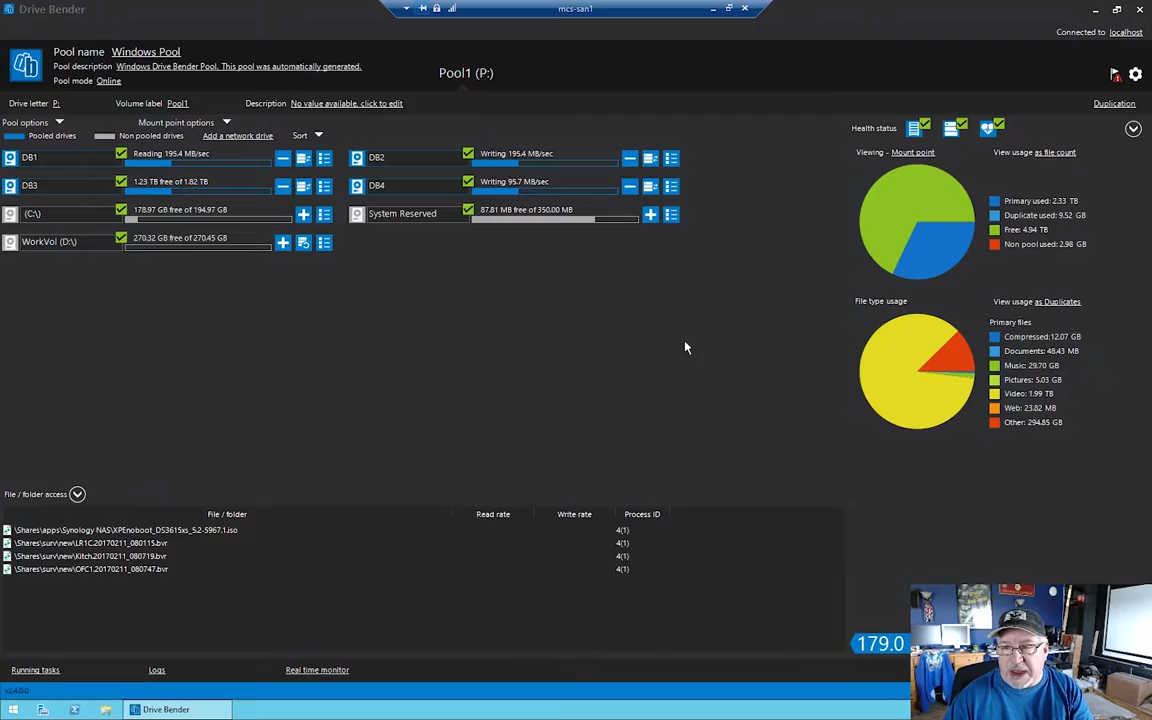 Drive Bender
mcs-san1
Connected to localhost
Pool name Windows Pool
Pool description Windows Drive Bender Pool. This pool was automatically generated.
Pool mode Online
Pool1 (P:)
Drive letter P: Volume label Pool1 Description No value available, click to edit Duplication
Pool options Mount point options
Pooled drives Non pooled drives Add a network drive Sort
Health status
DB1 Reading 195.4 MB/sec DB2 Writing 195.4 MB/sec
DB3 1.23 TB free of 1.82 TB DB4 Writing 95.7 MB/sec
(C:\) 178.97 GB free of 194.97 GB System Reserved 87.81 MB free of 350.00 MB
WorkVol (D:\) 270.32 GB free of 270.45 GB
Viewing - Mount point View usage as file count
Primary used: 2.33 TB
Duplicate used: 9.52 GB
Free: 4.94 TB
Non pool used: 2.98 GB
File type usage View usage as Duplicates
Primary files
Compressed: 12.07 GB
Documents: 48.43 MB
Music: 29.70 GB
Pictures: 5.03 GB
Video: 1.99 TB
Web: 23.82 MB
Other: 294.85 GB
File / folder access
File / folder Read rate Write rate Process ID
\Shares\apps\Synology NAS\XPEnoboot_DS3615xs_5.2-5967.1.iso 4(1)
\Shares\surv\new\LR1C.20170211_080115.bvr 4(1)
\Shares\surv\new\Kitch.20170211_080719.bvr 4(1)
\Shares\surv\new\OFC1.20170211_080747.bvr 4(1)
179.0
Running tasks Logs Real time monitor
v2.4.0.0
Drive Bender